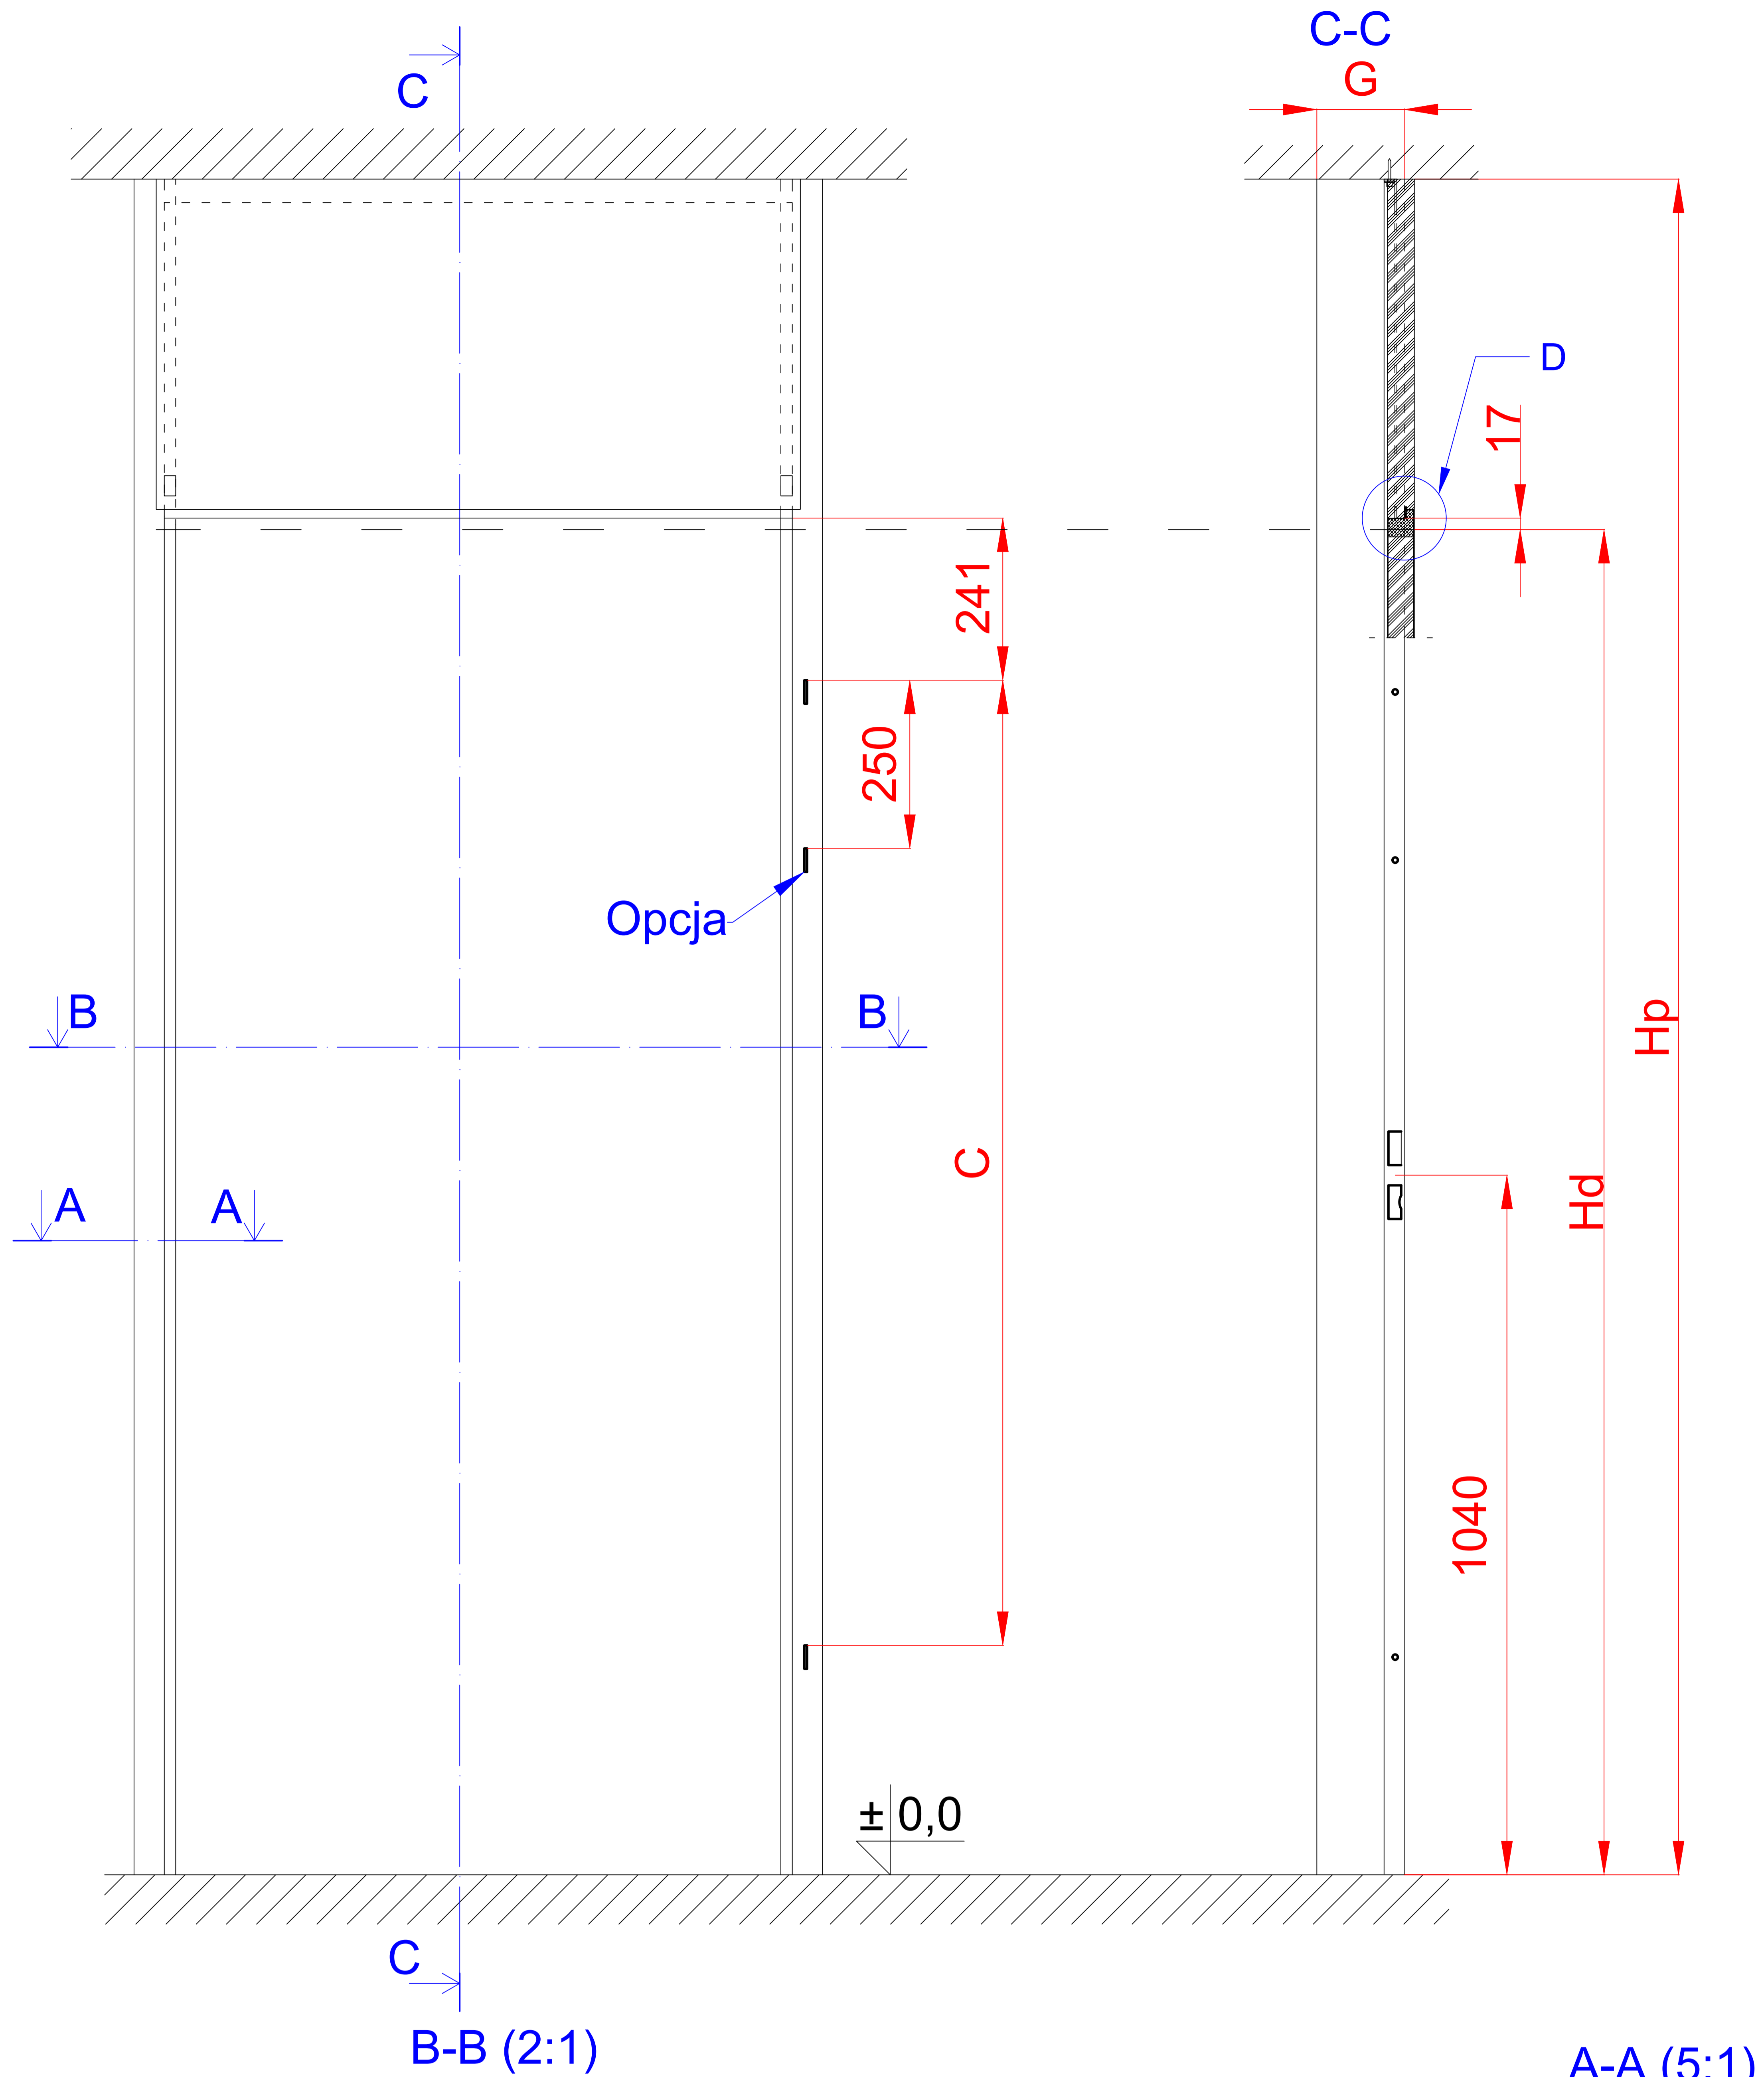 C-C
C
G
D
17
241
250
Opcja
B
B
Hp
C
Hd
A
A
1040
± 0,0
C
B-B (2:1)
A-A (5:1)